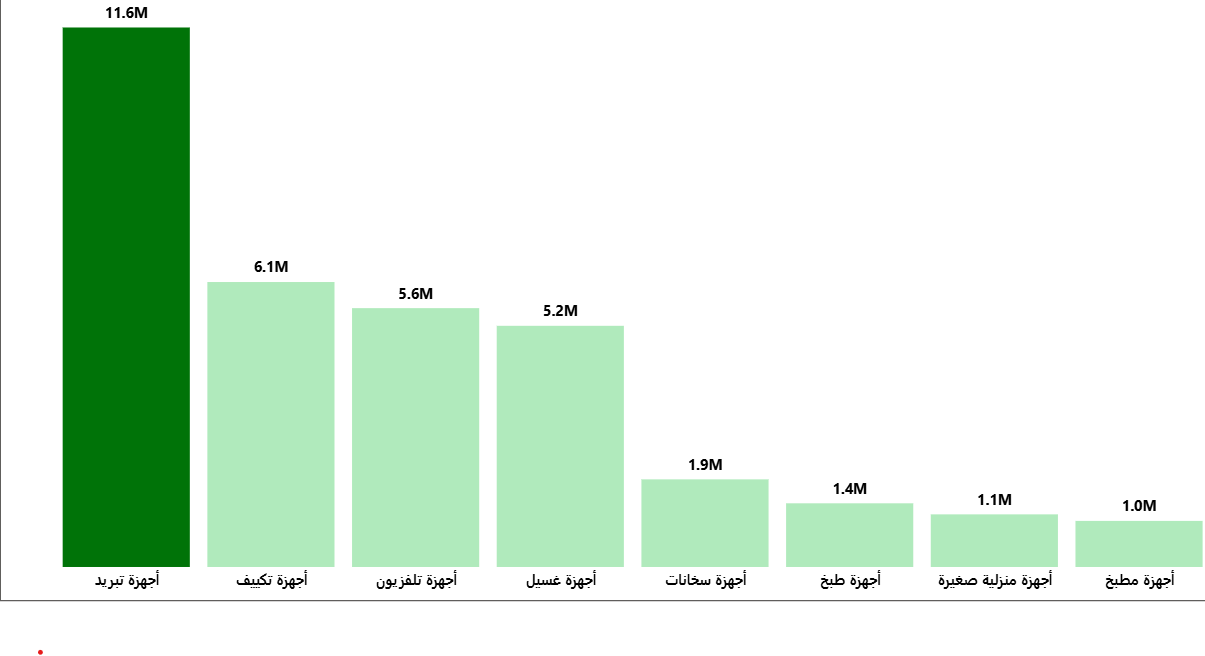 11.6M
6.1M
5.6M
5.2M
1.9M
1.4M
1.1M
1.0M
أجهزة تبريد
أجهزة تكييف
أجهزة تلفزيون
أجهزة غسيل
أجهزة سخانات
أجهزة طبخ
أجهزة منزلية صغيرة
أجهزة مطبخ